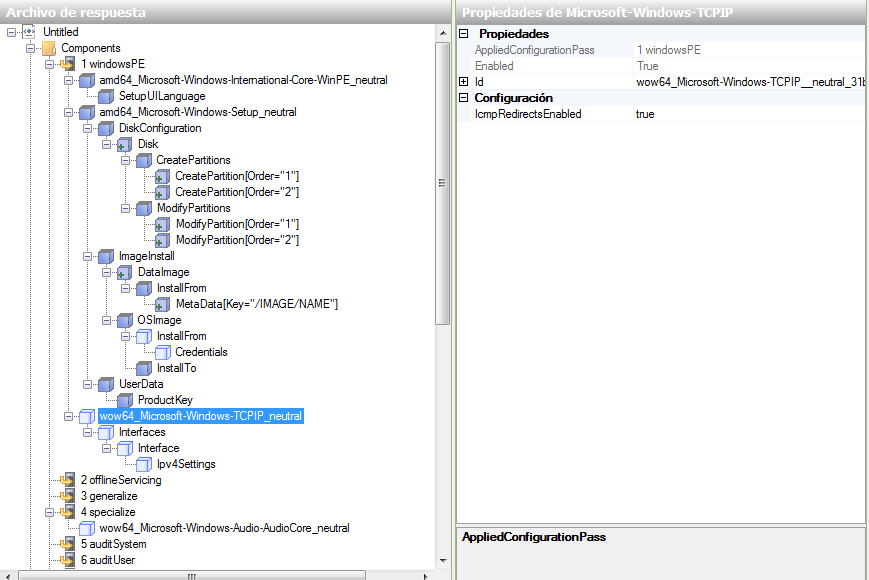 Archivo de respuesta
Untitled
Components
1 windowsPE
amd64_Microsoft-Windows-International-Core-WinPE_neutral
SetupUILanguage
amd64_Microsoft-Windows-Setup_neutral
DiskConfiguration
Disk
CreatePartitions
CreatePartition[Order="1"]
CreatePartition[Order="2"]
ModifyPartitions
ModifyPartition[Order="1"]
ModifyPartition[Order="2"]
ImageInstall
DataImage
InstallFrom
MetaData[Key="/IMAGE/NAME"]
OSImage
InstallFrom
Credentials
InstallTo
UserData
ProductKey
wow64_Microsoft-Windows-TCPIP_neutral
Interfaces
Interface
Ipv4Settings
2 offlineServicing
3 generalize
4 specialize
wow64_Microsoft-Windows-Audio-AudioCore_neutral
5 auditSystem
6 auditUser
Propiedades de Microsoft-Windows-TCPIP
Propiedades
AppliedConfigurationPass 1 windowsPE
Enabled True
Id wow64_Microsoft-Windows-TCPIP__neutral_31b
Configuración
IcmpRedirectsEnabled true
AppliedConfigurationPass